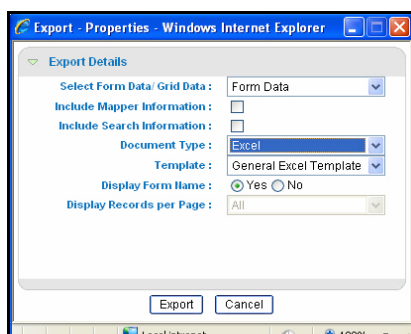 Export - Properties - Windows Internet Explorer
Export Details
Select Form Data/ Grid Data : Form Data
Include Mapper Information :
Include Search Information :
Document Type : Excel
Template : General Excel Template
Display Form Name : Yes No
Display Records per Page : All
Export Cancel